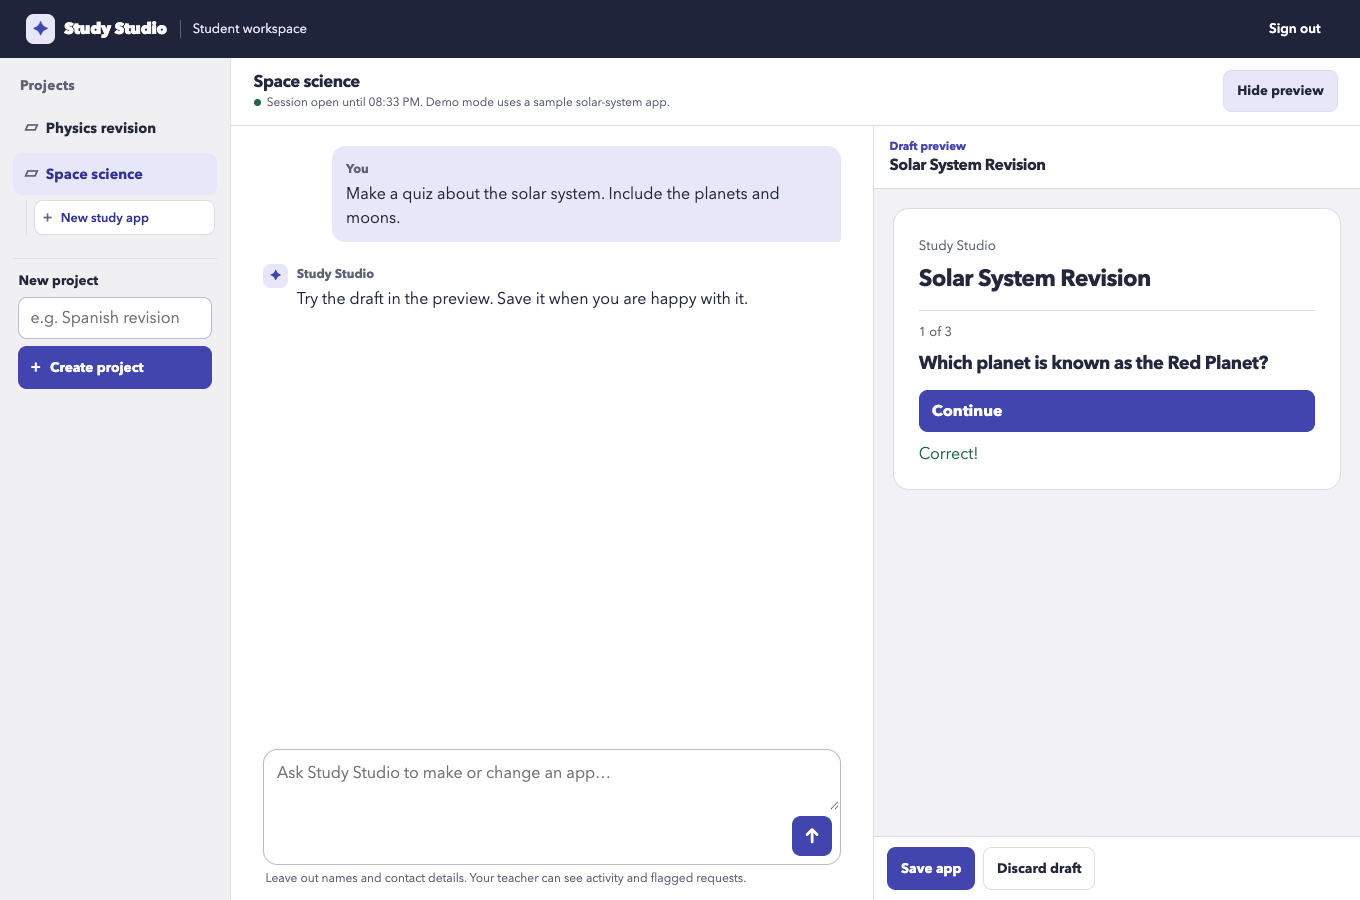 Study Studio
Student workspace
Sign out
Projects
Physics revision
Space science
+ New study app
New project
e.g. Spanish revision
+ Create project
Space science
Session open until 08:33 PM. Demo mode uses a sample solar-system app.
Hide preview
You
Make a quiz about the solar system. Include the planets and
moons.
Study Studio
Try the draft in the preview. Save it when you are happy with it.
Ask Study Studio to make or change an app…
Leave out names and contact details. Your teacher can see activity and flagged requests.
Draft preview
Solar System Revision
Study Studio
Solar System Revision
1 of 3
Which planet is known as the Red Planet?
Continue
Correct!
Save app
Discard draft